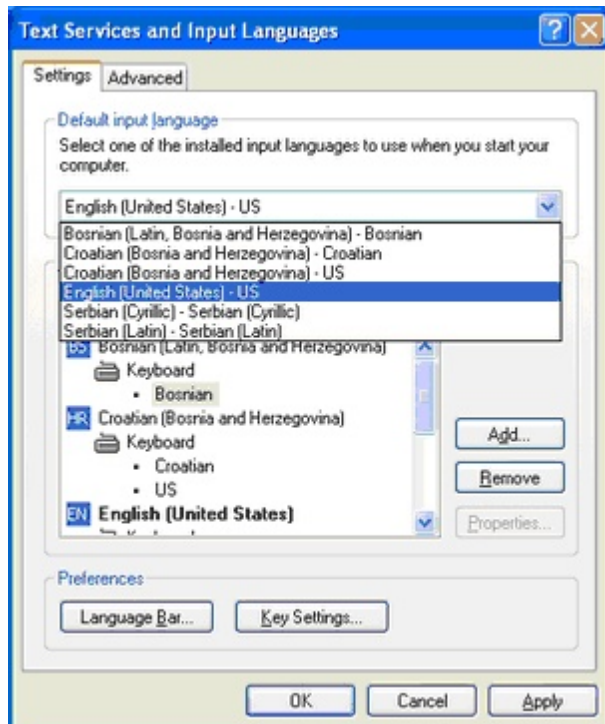 Text Services and Input Languages
Settings
Advanced
Default input language
Select one of the installed input languages to use when you start your
computer.
English (United States) - US
Bosnian (Latin, Bosnia and Herzegovina) - Bosnian
Croatian (Bosnia and Herzegovina) - Croatian
Croatian (Bosnia and Herzegovina) - US
English (United States) - US
Serbian (Cyrillic) - Serbian (Cyrillic)
Serbian (Latin) - Serbian (Latin)
BS Bosnian (Latin, Bosnia and Herzegovina)
Keyboard
• Bosnian
HR Croatian (Bosnia and Herzegovina)
Keyboard
• Croatian
• US
EN English (United States)
Add...
Remove
Properties...
Preferences
Language Bar...
Key Settings...
OK
Cancel
Apply